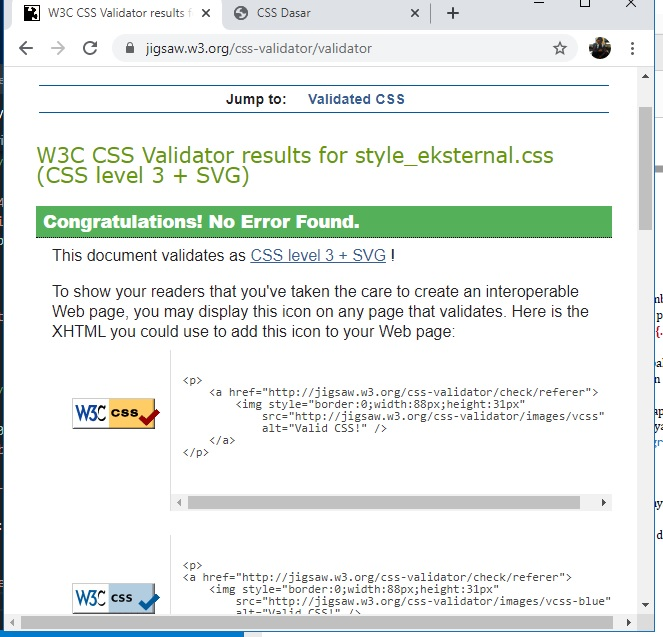 W3C CSS Validator results f
CSS Dasar
jigsaw.w3.org/css-validator/validator
Jump to: Validated CSS
W3C CSS Validator results for style_eksternal.css
(CSS level 3 + SVG)
Congratulations! No Error Found.
This document validates as CSS level 3 + SVG !
To show your readers that you've taken the care to create an interoperable
Web page, you may display this icon on any page that validates. Here is the
XHTML you could use to add this icon to your Web page:
W3C css
<p>
<a href="http://jigsaw.w3.org/css-validator/check/referer">
<img style="border:0;width:88px;height:31px"
src="http://jigsaw.w3.org/css-validator/images/vcss"
alt="Valid CSS!" />
</a>
</p>
W3C css
<p>
<a href="http://jigsaw.w3.org/css-validator/check/referer">
<img style="border:0;width:88px;height:31px"
src="http://jigsaw.w3.org/css-validator/images/vcss-blue"
alt="Valid CSS!" />